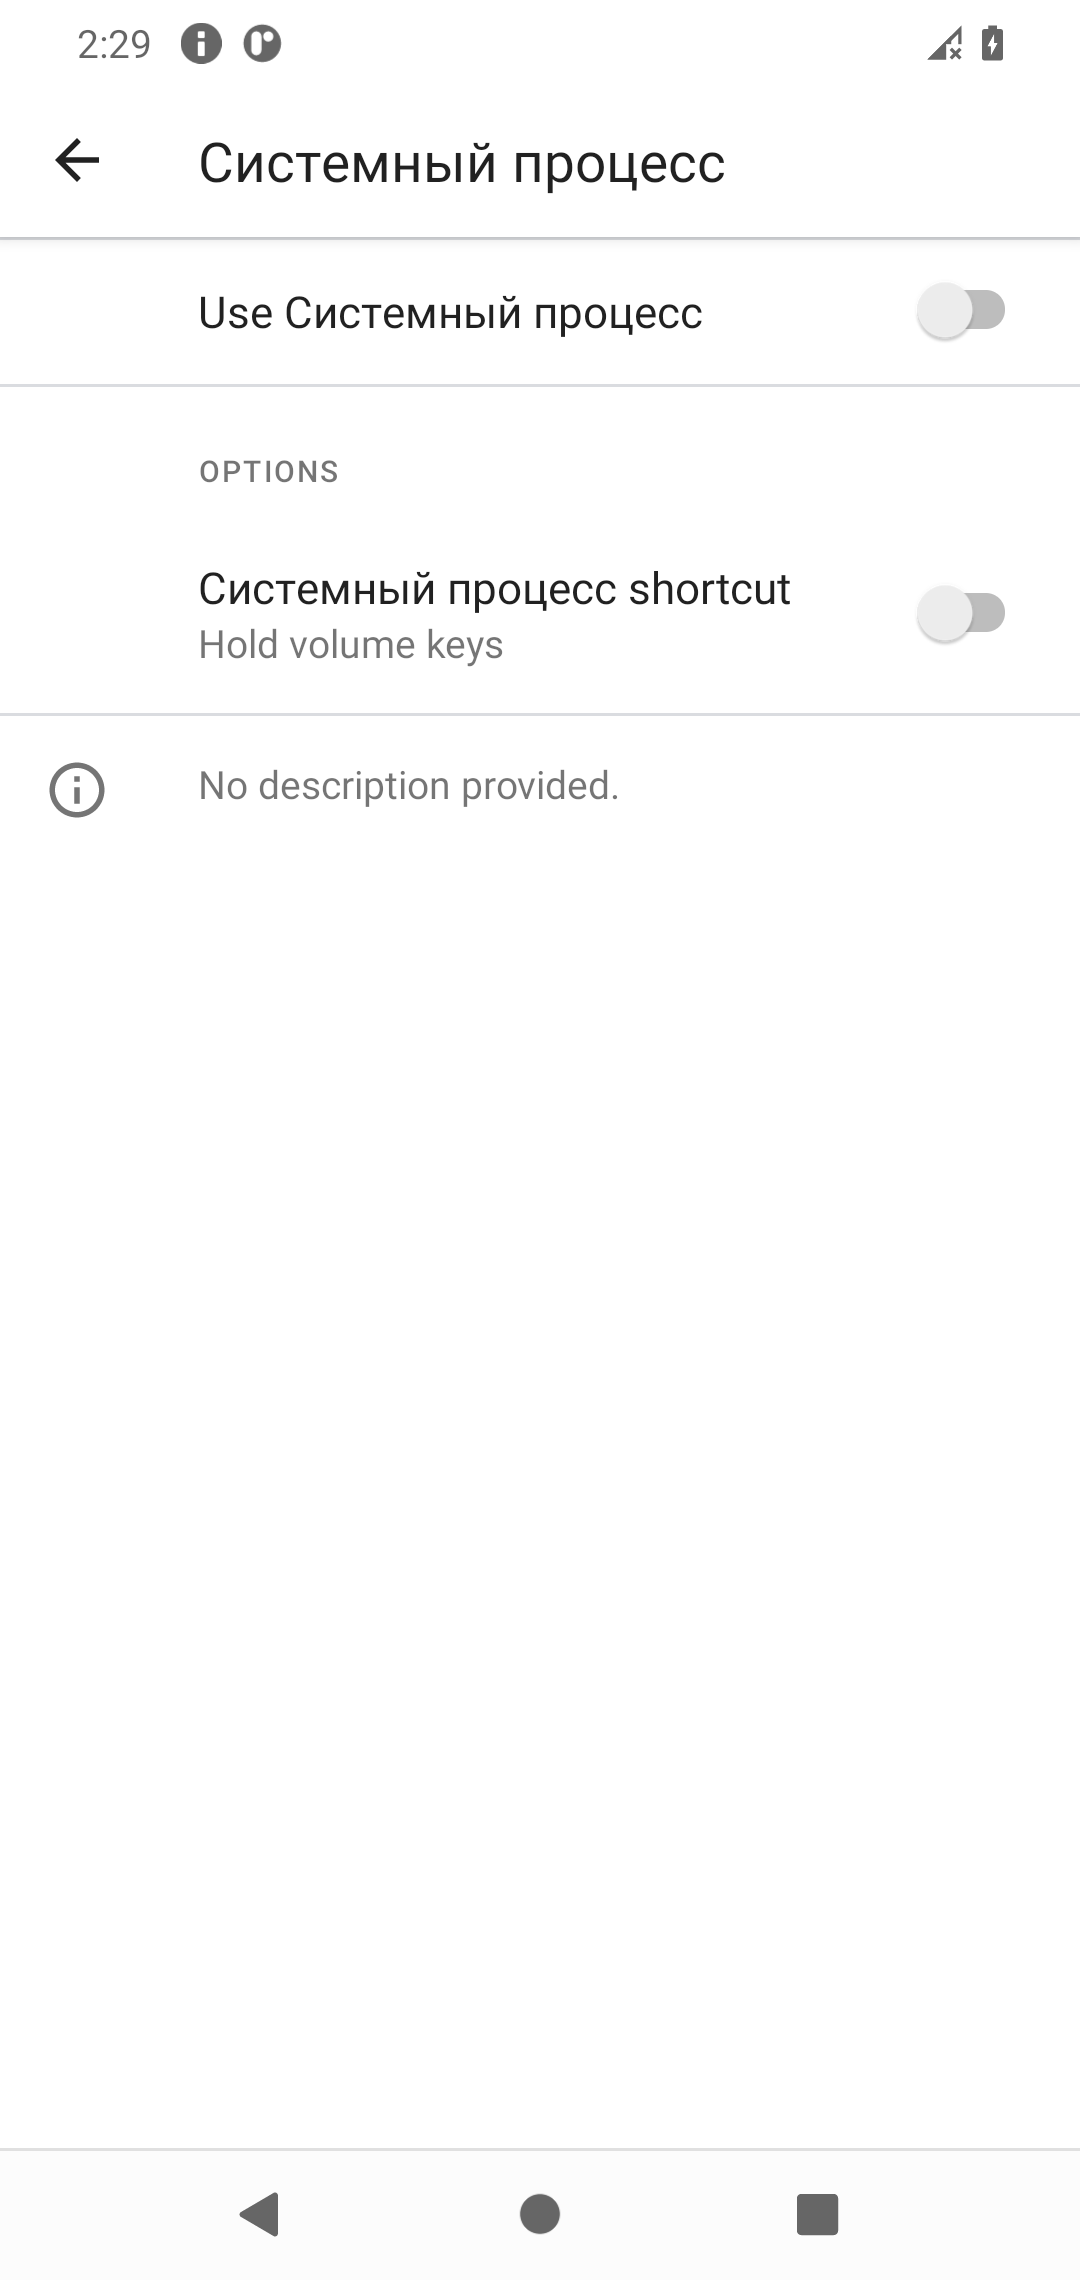 2:29
Системный процесс
Use Системный процесс
OPTIONS
Системный процесс shortcut
Hold volume keys
No description provided.